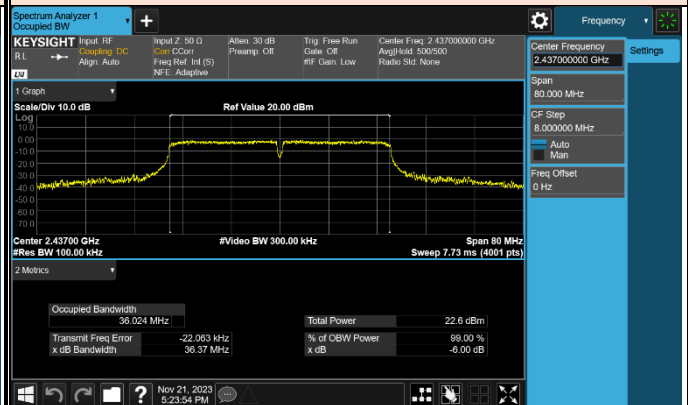 Spectrum Analyzer 1
Occupied BW
+
Frequency
KEYSIGHT
RL
LXI
Input: RF
Coupling: DC
Align: Auto
Input Z: 50 Ω
Corr CCorr
Freq Ref: Int (S)
NFE: Adaptive
Atten: 30 dB
Preamp: Off
Trig: Free Run
Gate: Off
#IF Gain: Low
Center Freq: 2.437000000 GHz
Avg|Hold: 500/500
Radio Std: None
Center Frequency
2.437000000 GHz
Settings
Span
80.000 MHz
CF Step
8.000000 MHz
Auto
Man
Freq Offset
0 Hz
1 Graph
Scale/Div 10.0 dB
Ref Value 20.00 dBm
Log
10.0
0.00
-10.0
-20.0
-30.0
-40.0
-50.0
-60.0
-70.0
Center 2.43700 GHz
#Video BW 300.00 kHz
Span 80 MHz
#Res BW 100.00 kHz
Sweep 7.73 ms (4001 pts)
2 Metrics
Occupied Bandwidth
36.024 MHz
Total Power
22.6 dBm
Transmit Freq Error
-22.063 kHz
% of OBW Power
99.00 %
x dB Bandwidth
36.37 MHz
x dB
-6.00 dB
?
Nov 21, 2023
5:23:54 PM